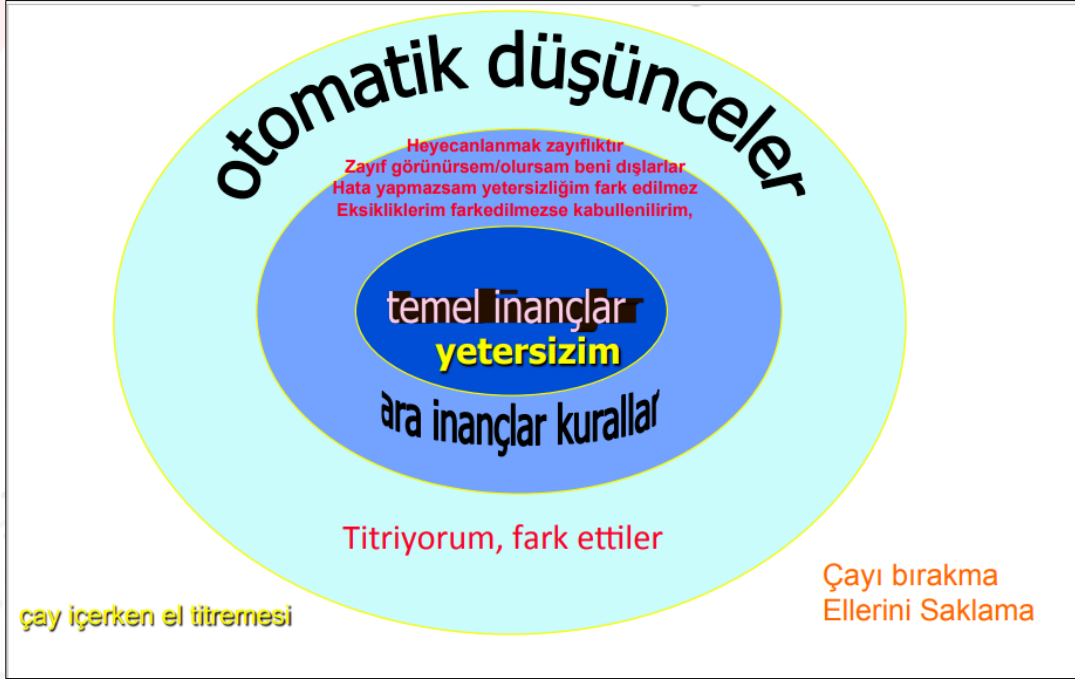 otomatik düşünceler
Heyecanlanmak zayıflıktır
Zayıf görünürsem/olursam beni dışlarlar
Hata yapmazsam yetersizliğim fark edilmez
Eksikliklerim farkedilmezse kabullenilirim,
temel inançlar
yetersizim
ara inançlar kurallar
Titriyorum, fark ettiler
çay içerken el titremesi
Çayı bırakma
Ellerini Saklama